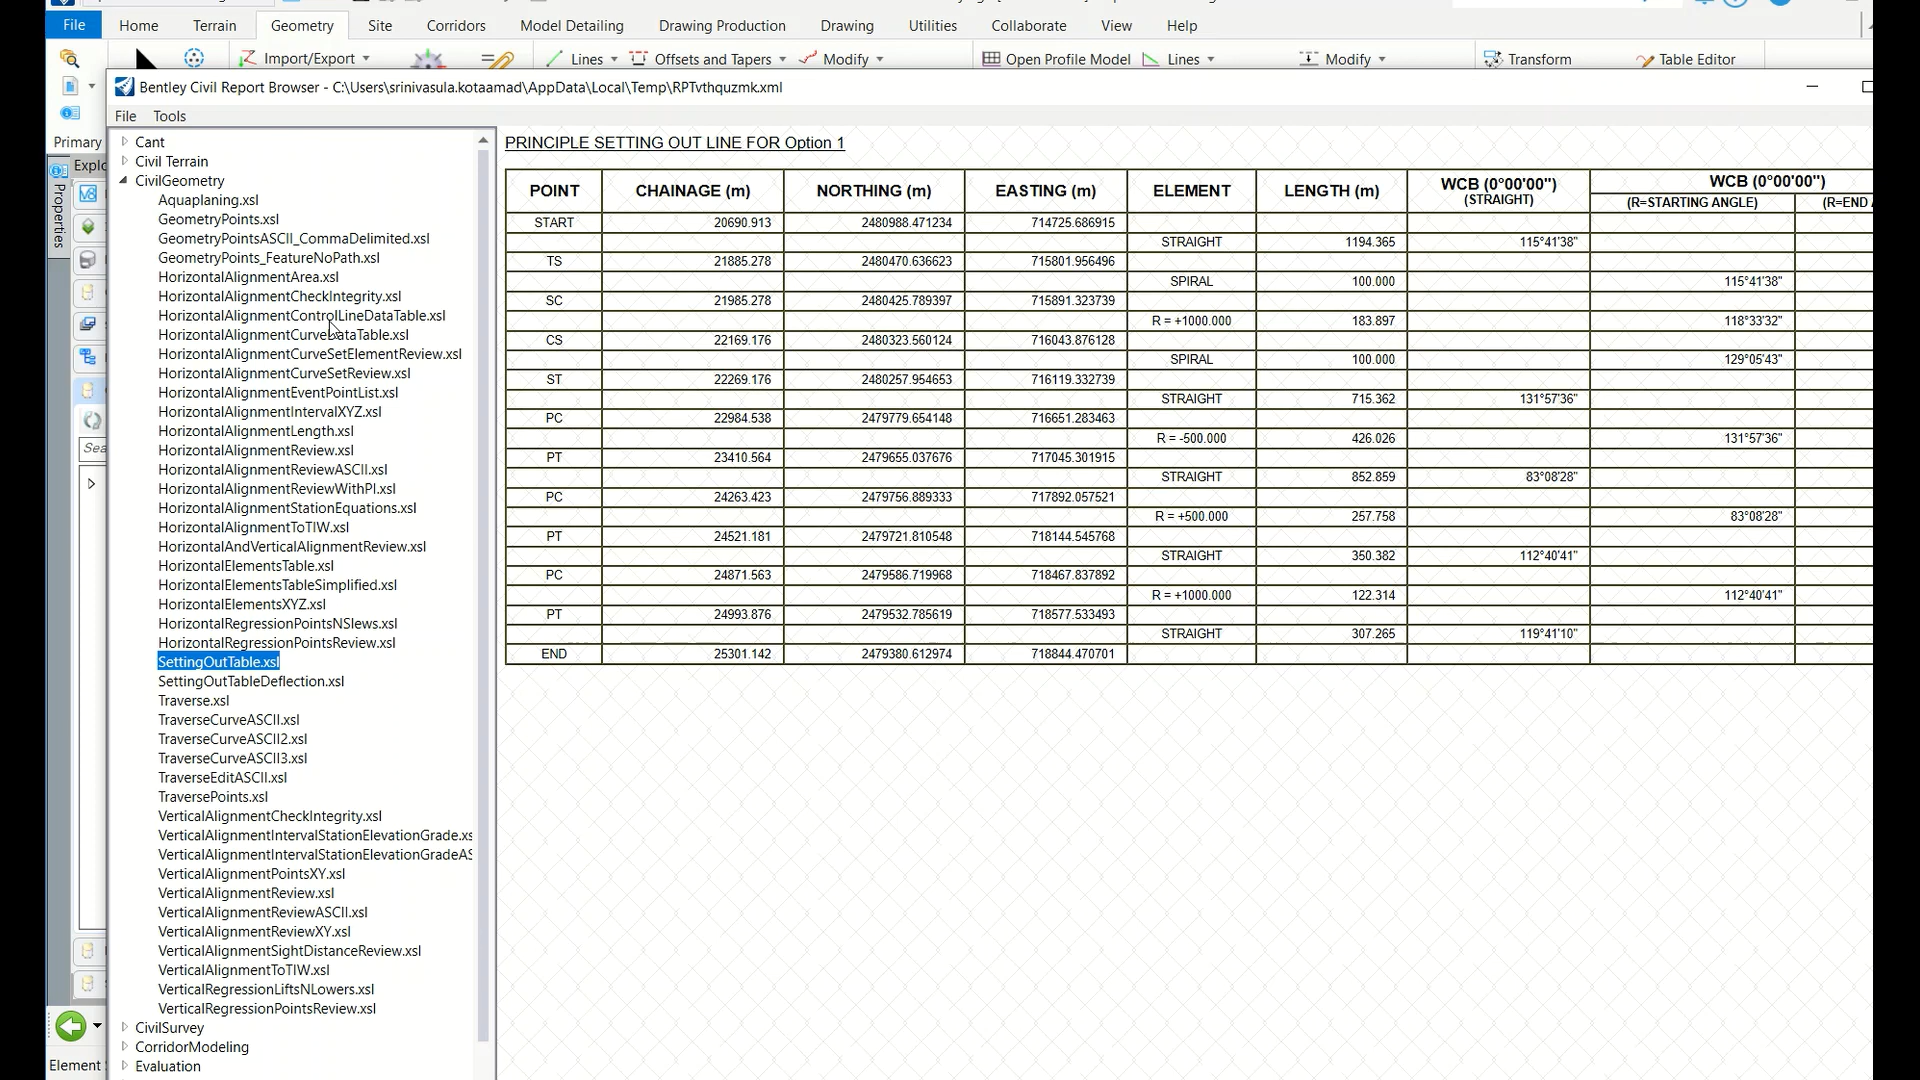 File Home Terrain Geometry Site Corridors Model Detailing Drawing Production Drawing Utilities Collaborate View Help
Import/Export Lines Offsets and Tapers Modify Open Profile Model Lines Modify Transform Table Editor
Primary
Explo
Properties
Sea
Element
Bentley Civil Report Browser - C:\Users\srinivasula.kotaamad\AppData\Local\Temp\RPTvthquzmk.xml
File Tools
Cant
Civil Terrain
CivilGeometry
Aquaplaning.xsl
GeometryPoints.xsl
GeometryPointsASCII_CommaDelimited.xsl
GeometryPoints_FeatureNoPath.xsl
HorizontalAlignmentArea.xsl
HorizontalAlignmentCheckIntegrity.xsl
HorizontalAlignmentControlLineDataTable.xsl
HorizontalAlignmentCurveDataTable.xsl
HorizontalAlignmentCurveSetElementReview.xsl
HorizontalAlignmentCurveSetReview.xsl
HorizontalAlignmentEventPointList.xsl
HorizontalAlignmentIntervalXYZ.xsl
HorizontalAlignmentLength.xsl
HorizontalAlignmentReview.xsl
HorizontalAlignmentReviewASCII.xsl
HorizontalAlignmentReviewWithPI.xsl
HorizontalAlignmentStationEquations.xsl
HorizontalAlignmentToTIW.xsl
HorizontalAndVerticalAlignmentReview.xsl
HorizontalElementsTable.xsl
HorizontalElementsTableSimplified.xsl
HorizontalElementsXYZ.xsl
HorizontalRegressionPointsNSlews.xsl
HorizontalRegressionPointsReview.xsl
SettingOutTable.xsl
SettingOutTableDeflection.xsl
Traverse.xsl
TraverseCurveASCII.xsl
TraverseCurveASCII2.xsl
TraverseCurveASCII3.xsl
TraverseEditASCII.xsl
TraversePoints.xsl
VerticalAlignmentCheckIntegrity.xsl
VerticalAlignmentIntervalStationElevationGrade.xs
VerticalAlignmentIntervalStationElevationGradeAS
VerticalAlignmentPointsXY.xsl
VerticalAlignmentReview.xsl
VerticalAlignmentReviewASCII.xsl
VerticalAlignmentReviewXY.xsl
VerticalAlignmentSightDistanceReview.xsl
VerticalAlignmentToTIW.xsl
VerticalRegressionLiftsNLowers.xsl
VerticalRegressionPointsReview.xsl
CivilSurvey
CorridorModeling
Evaluation
PRINCIPLE SETTING OUT LINE FOR Option 1
POINT CHAINAGE (m) NORTHING (m) EASTING (m) ELEMENT LENGTH (m) WCB (0°00'00") WCB (0°00'00")
(STRAIGHT) (R=STARTING ANGLE) (R=END
START 20690.913 2480988.471234 714725.686915
STRAIGHT 1194.365 115°41'38"
TS 21885.278 2480470.636623 715801.956496
SPIRAL 100.000 115°41'38"
SC 21985.278 2480425.789397 715891.323739
R = +1000.000 183.897 118°33'32"
CS 22169.176 2480323.560124 716043.876128
SPIRAL 100.000 129°05'43"
ST 22269.176 2480257.954653 716119.332739
STRAIGHT 715.362 131°57'36"
PC 22984.538 2479779.654148 716651.283463
R = -500.000 426.026 131°57'36"
PT 23410.564 2479655.037676 717045.301915
STRAIGHT 852.859 83°08'28"
PC 24263.423 2479756.889333 717892.057521
R = +500.000 257.758 83°08'28"
PT 24521.181 2479721.810548 718144.545768
STRAIGHT 350.382 112°40'41"
PC 24871.563 2479586.719968 718467.837892
R = +1000.000 122.314 112°40'41"
PT 24993.876 2479532.785619 718577.533493
STRAIGHT 307.265 119°41'10"
END 25301.142 2479380.612974 718844.470701